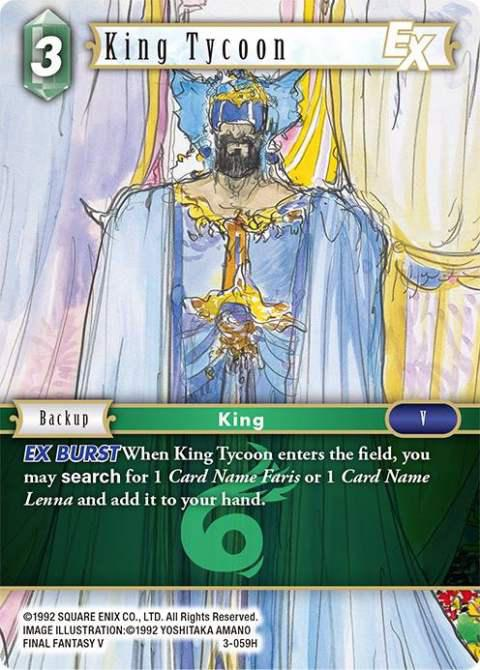 3
King Tycoon
EX
Backup
King
V
EX BURST When King Tycoon enters the field, you
may search for 1 Card Name Faris or 1 Card Name
Lenna and add it to your hand.
©1992 SQUARE ENIX CO., LTD. All Rights Reserved.
IMAGE ILLUSTRATION:©1992 YOSHITAKA AMANO
FINAL FANTASY V
3-059H